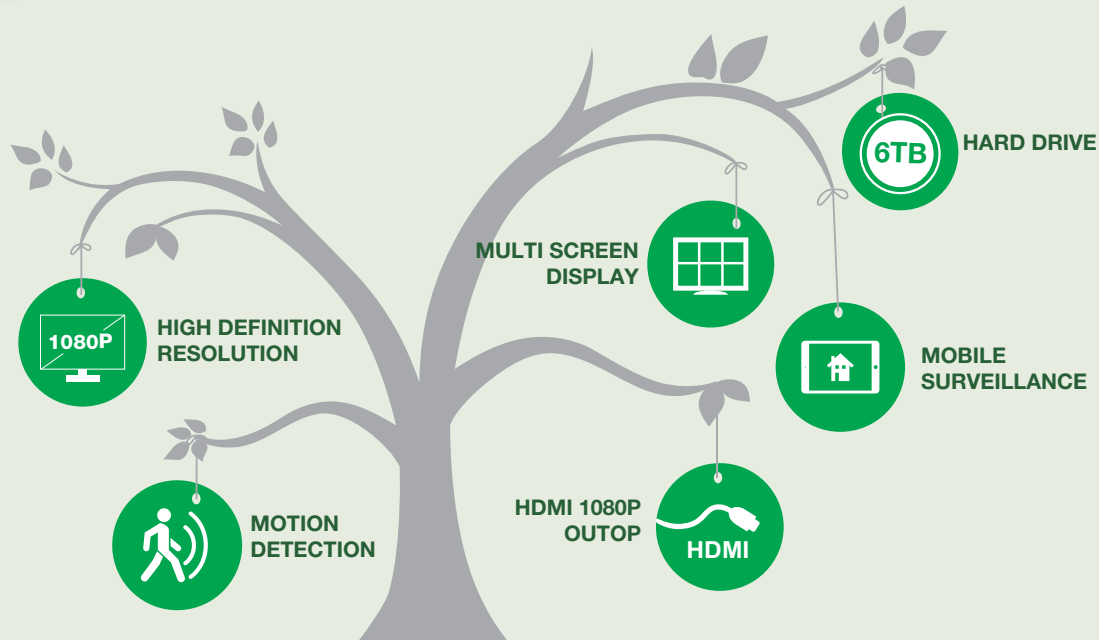 6TB
HARD DRIVE
MULTI SCREEN
DISPLAY
1080P
HIGH DEFINITION
RESOLUTION
MOBILE
SURVEILLANCE
MOTION
DETECTION
HDMI 1080P
OUTOP
HDMI